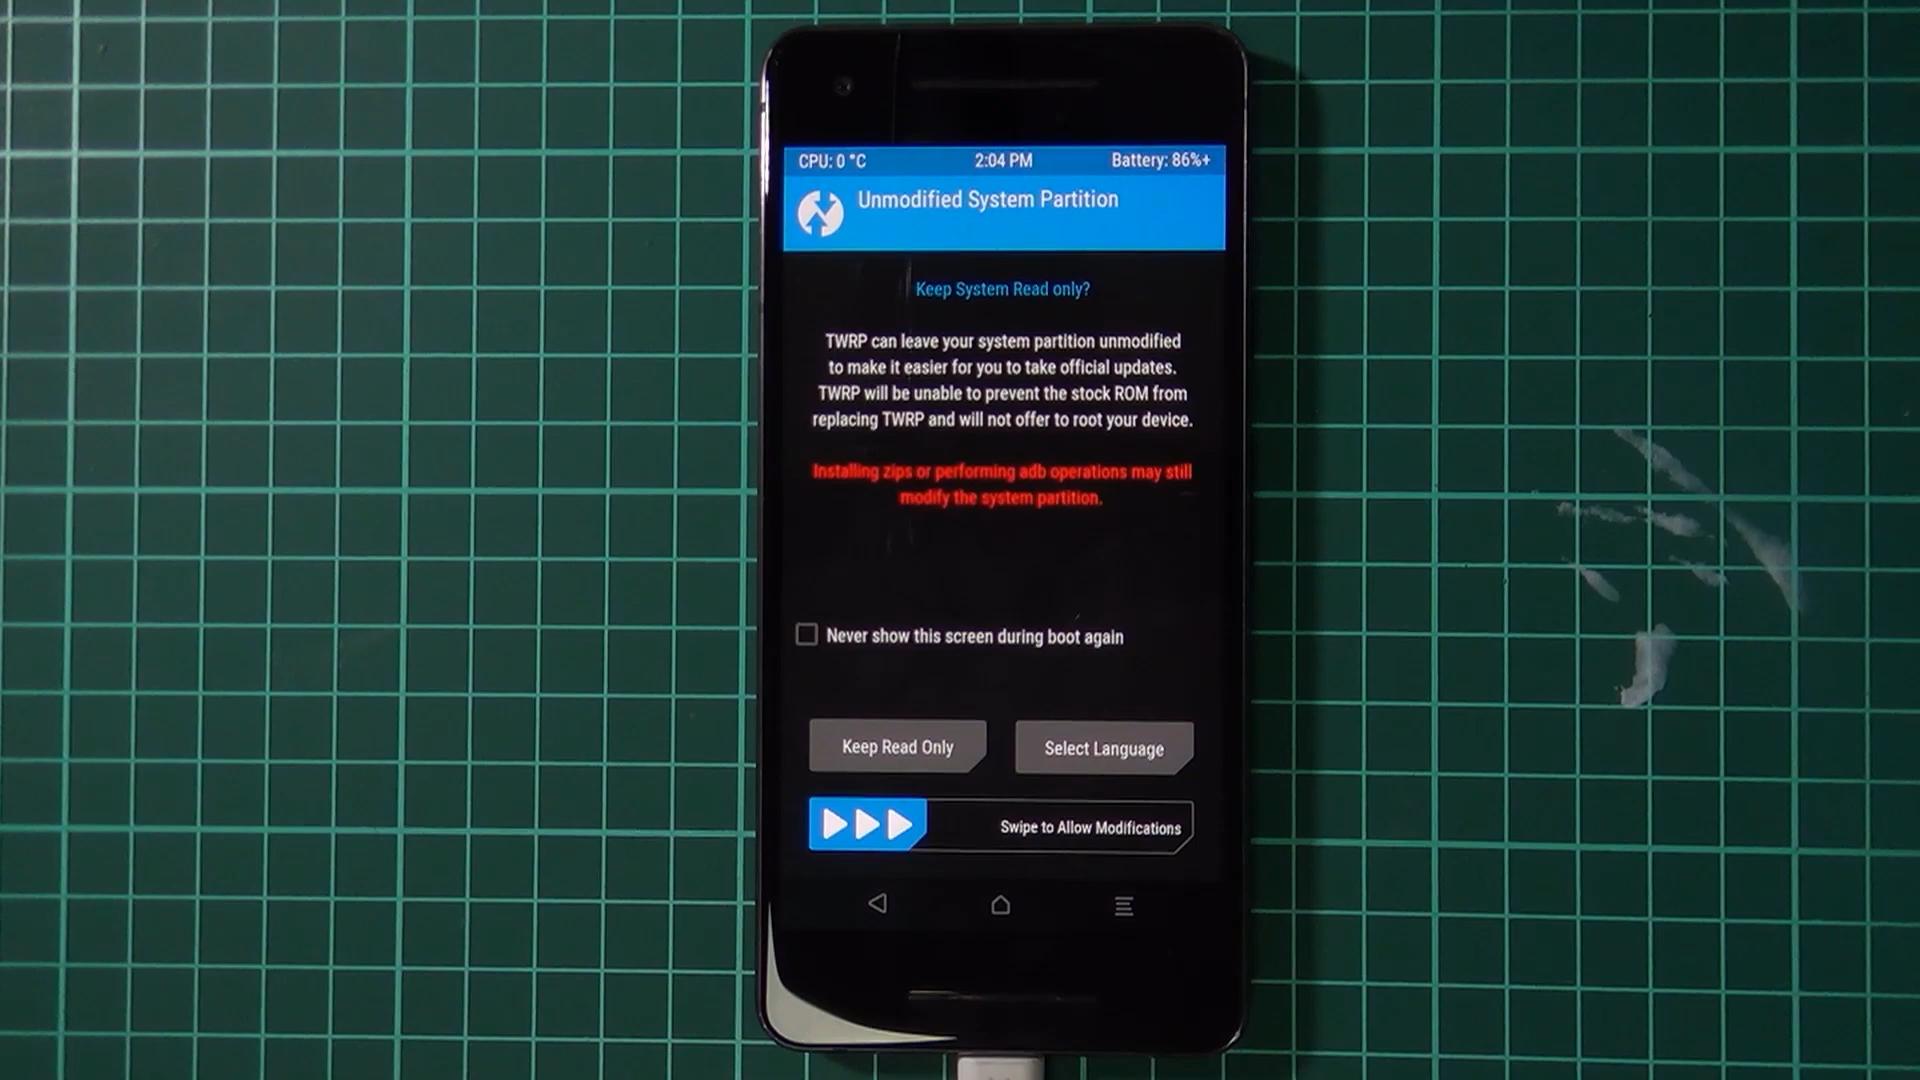 CPU: 0 °C 2:04 PM Battery: 86%+
Unmodified System Partition
Keep System Read only?
TWRP can leave your system partition unmodified
to make it easier for you to take official updates.
TWRP will be unable to prevent the stock ROM from
replacing TWRP and will not offer to root your device.
Installing zips or performing adb operations may still
modify the system partition.
Never show this screen during boot again
Keep Read Only
Select Language
Swipe to Allow Modifications